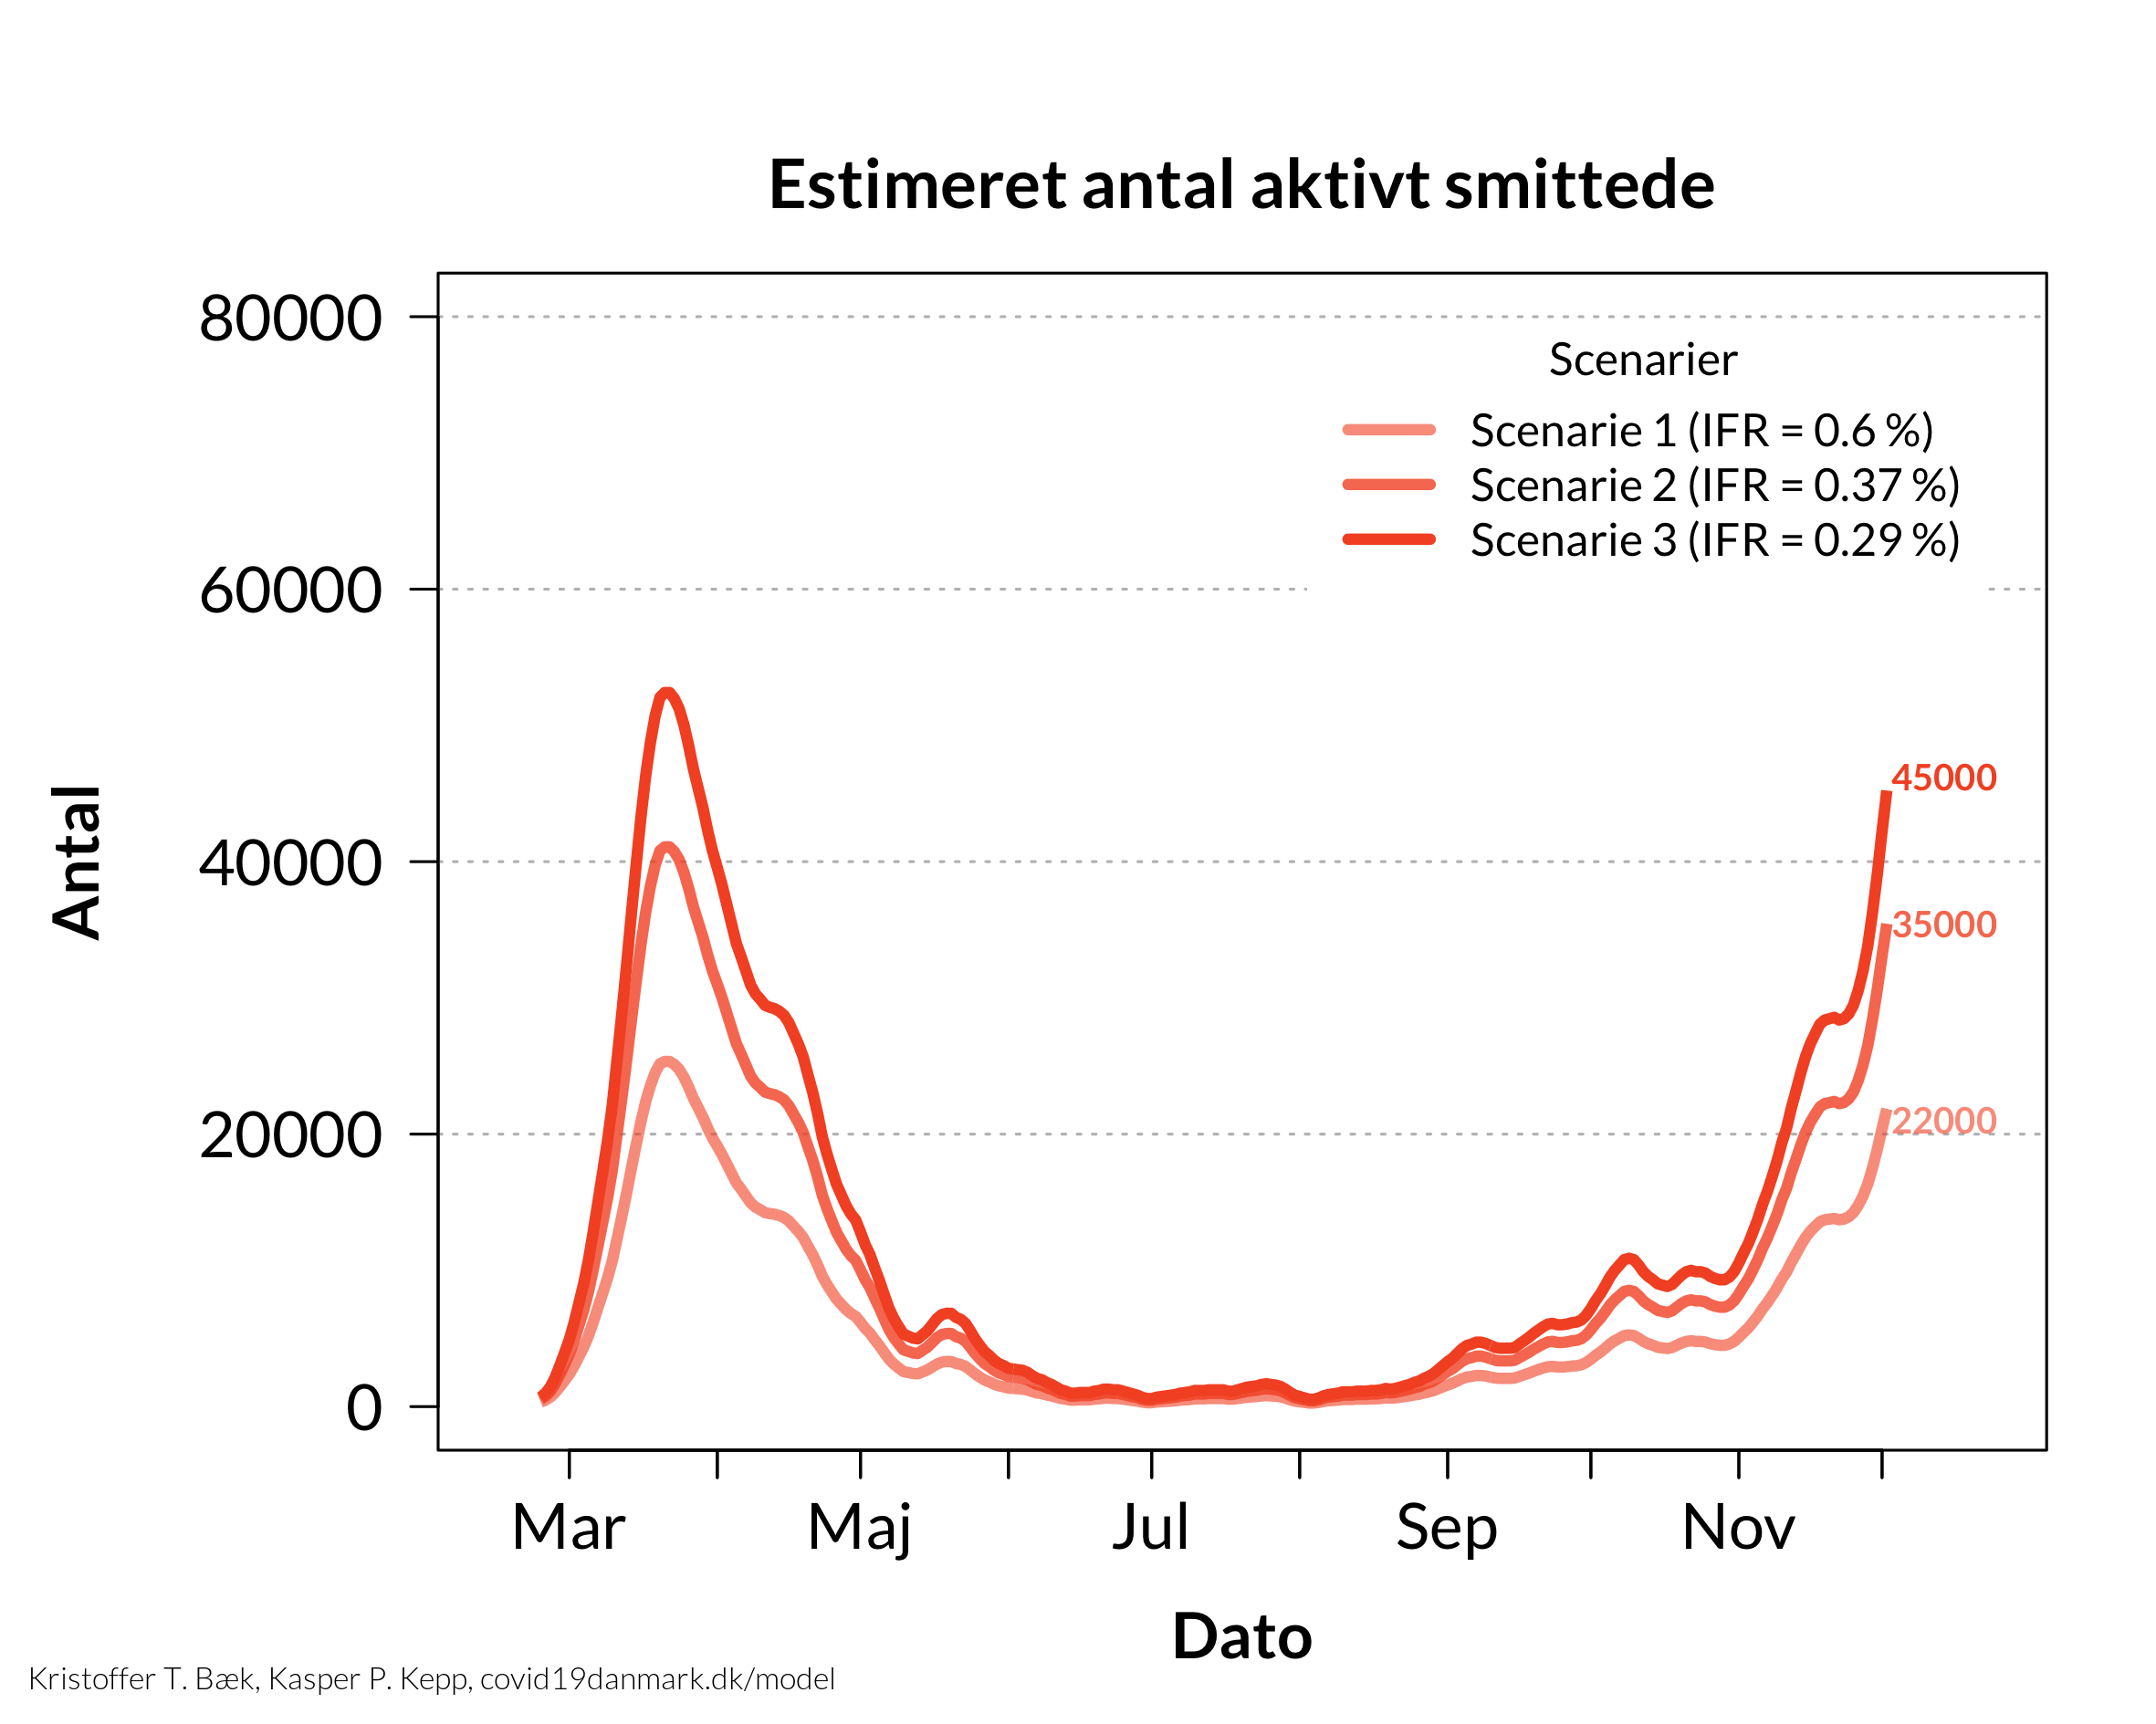 Estimeret antal aktivt smittede
80000
60000
40000
20000
0
Antal
Scenarier
Scenarie 1 (IFR = 0.6 %)
Scenarie 2 (IFR = 0.37 %)
Scenarie 3 (IFR = 0.29 %)
45000
35000
22000
Mar Maj Jul Sep Nov
Dato
Kristoffer T. Bæk, Kasper P. Kepp, covid19danmark.dk/model